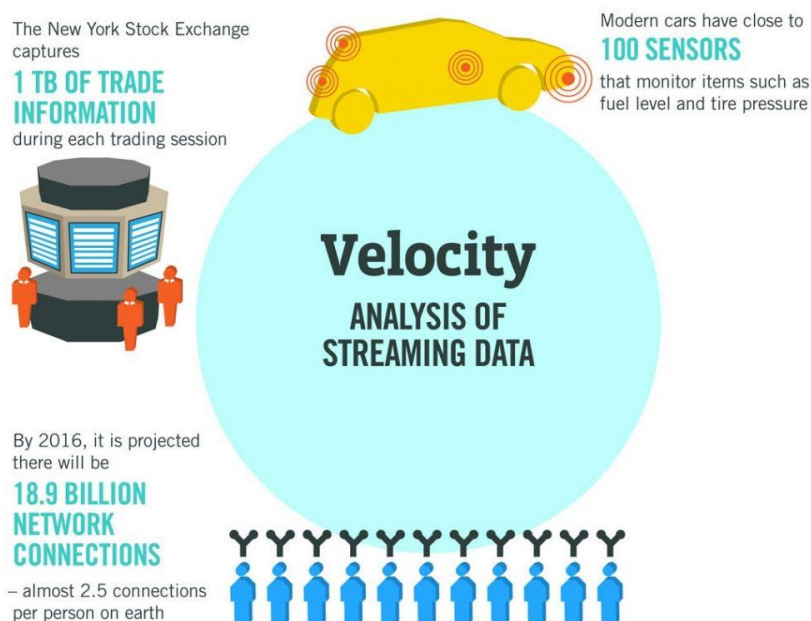 The New York Stock Exchange
captures
1 TB OF TRADE
INFORMATION
during each trading session
Modern cars have close to
100 SENSORS
that monitor items such as
fuel level and tire pressure
Velocity
ANALYSIS OF
STREAMING DATA
By 2016, it is projected
there will be
18.9 BILLION
NETWORK
CONNECTIONS
– almost 2.5 connections
per person on earth